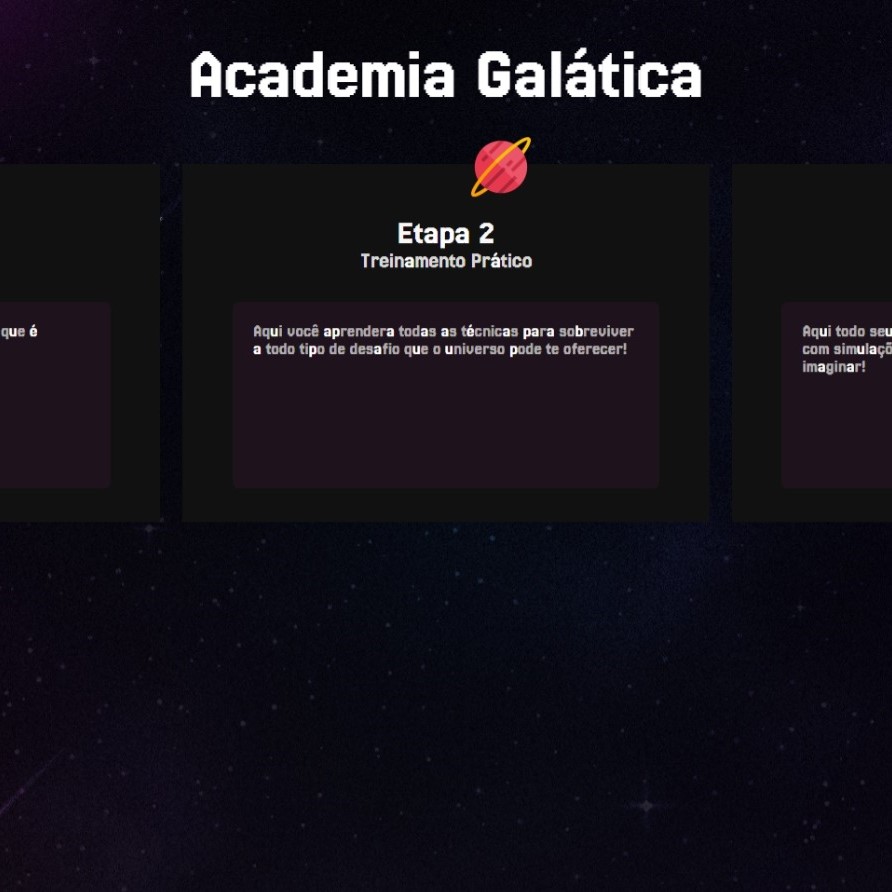 Academia Galática
que é
Etapa 2
Treinamento Prático
Aqui você aprendera todas as técnicas para sobreviver
a todo tipo de desafio que o universo pode te oferecer!
Aqui todo seu
com
imaginar!